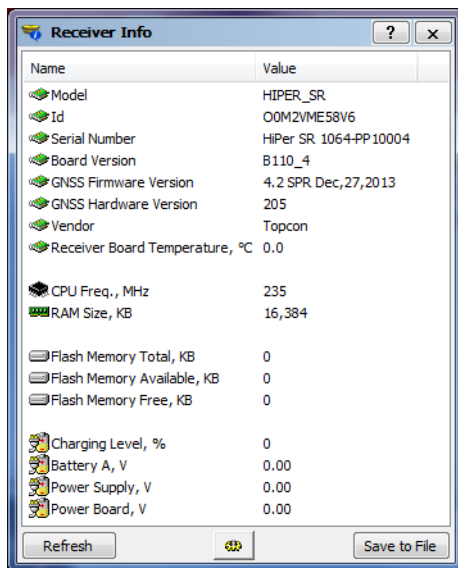 Receiver Info
Name Value
Model HIPER_SR
Id O0M2VME58V6
Serial Number HiPer SR 1064-PP10004
Board Version B110_4
GNSS Firmware Version 4.2 SPR Dec,27,2013
GNSS Hardware Version 205
Vendor Topcon
Receiver Board Temperature, ºC 0.0
CPU Freq., MHz 235
RAM Size, KB 16,384
Flash Memory Total, KB 0
Flash Memory Available, KB 0
Flash Memory Free, KB 0
Charging Level, % 0
Battery A, V 0.00
Power Supply, V 0.00
Power Board, V 0.00
Refresh Save to File